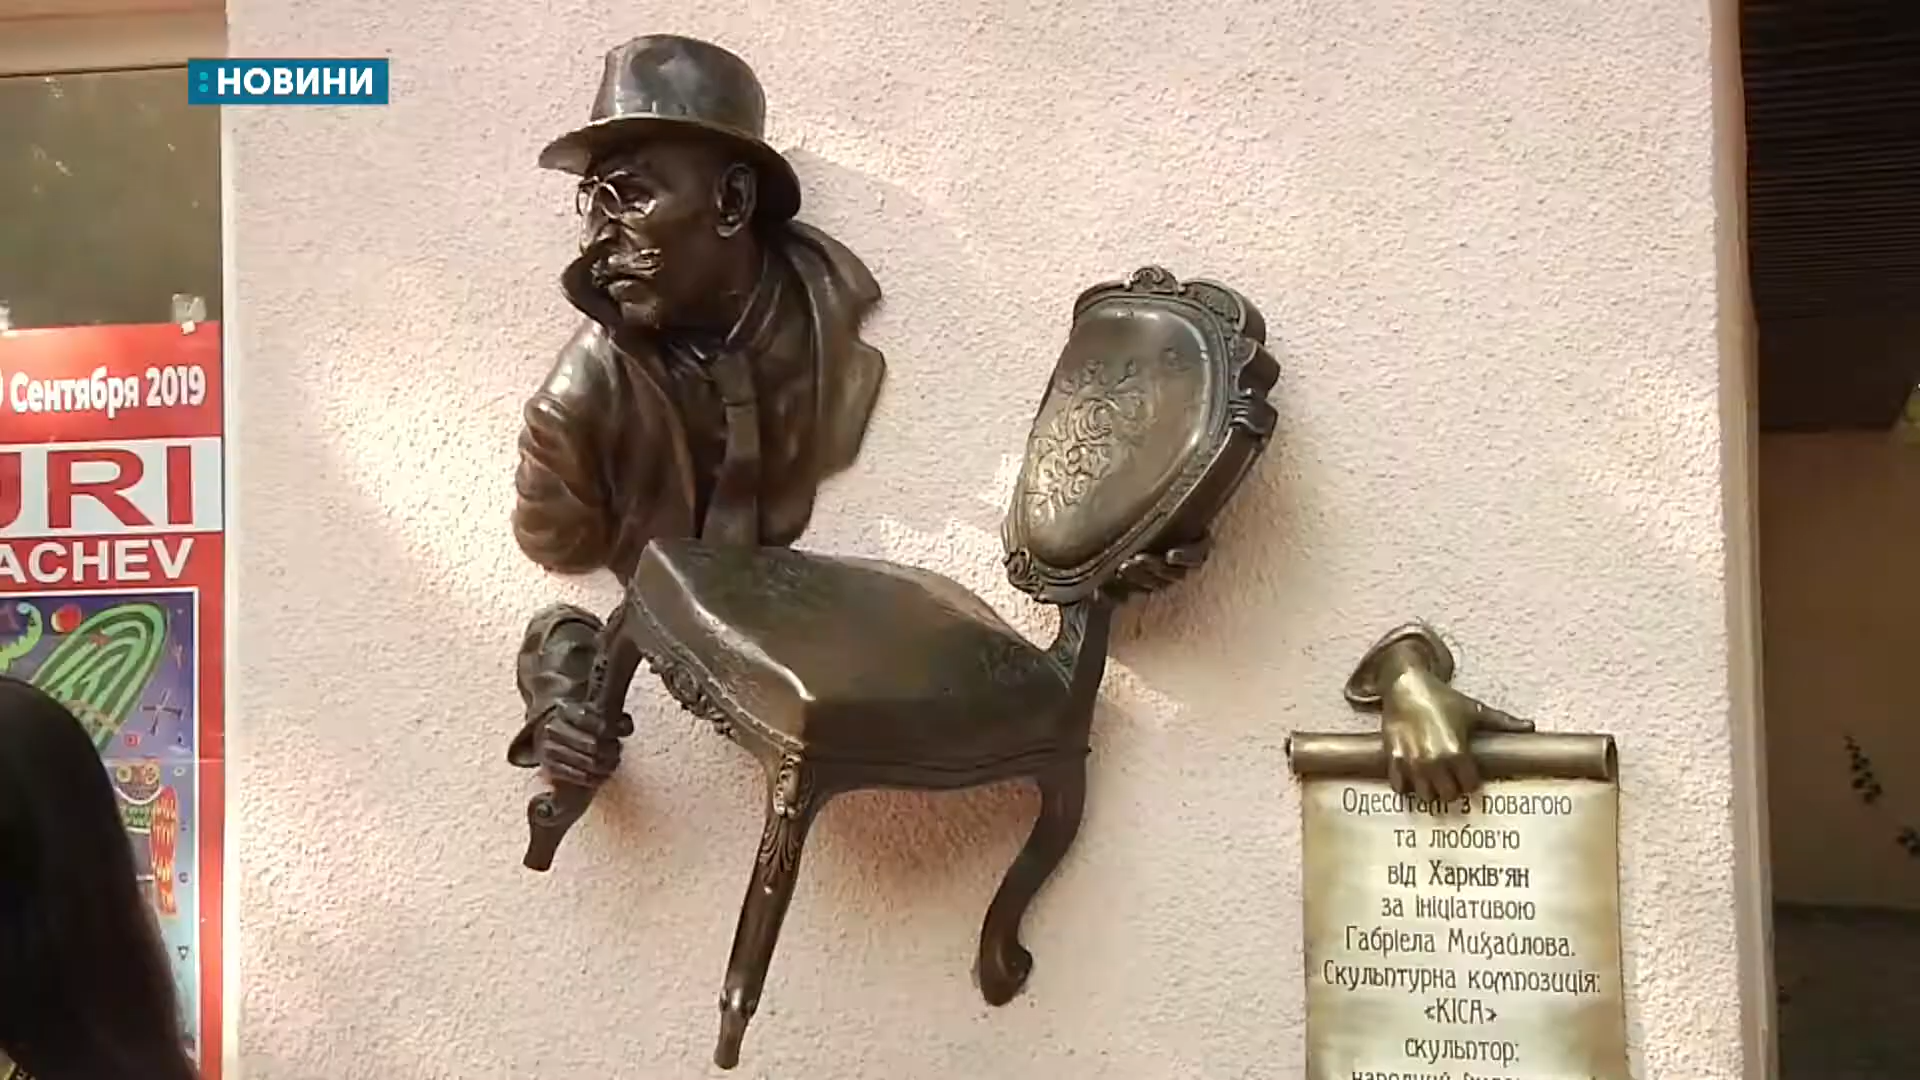 НОВИНИ
Сентября 2019
URI
ACHEV
Одеситам з повагою
та любов'ю
від Харків'ян
за ініціативою
Габріела Михайлова.
Скульптурна композиція:
«КІСА»
скульптор:
народний